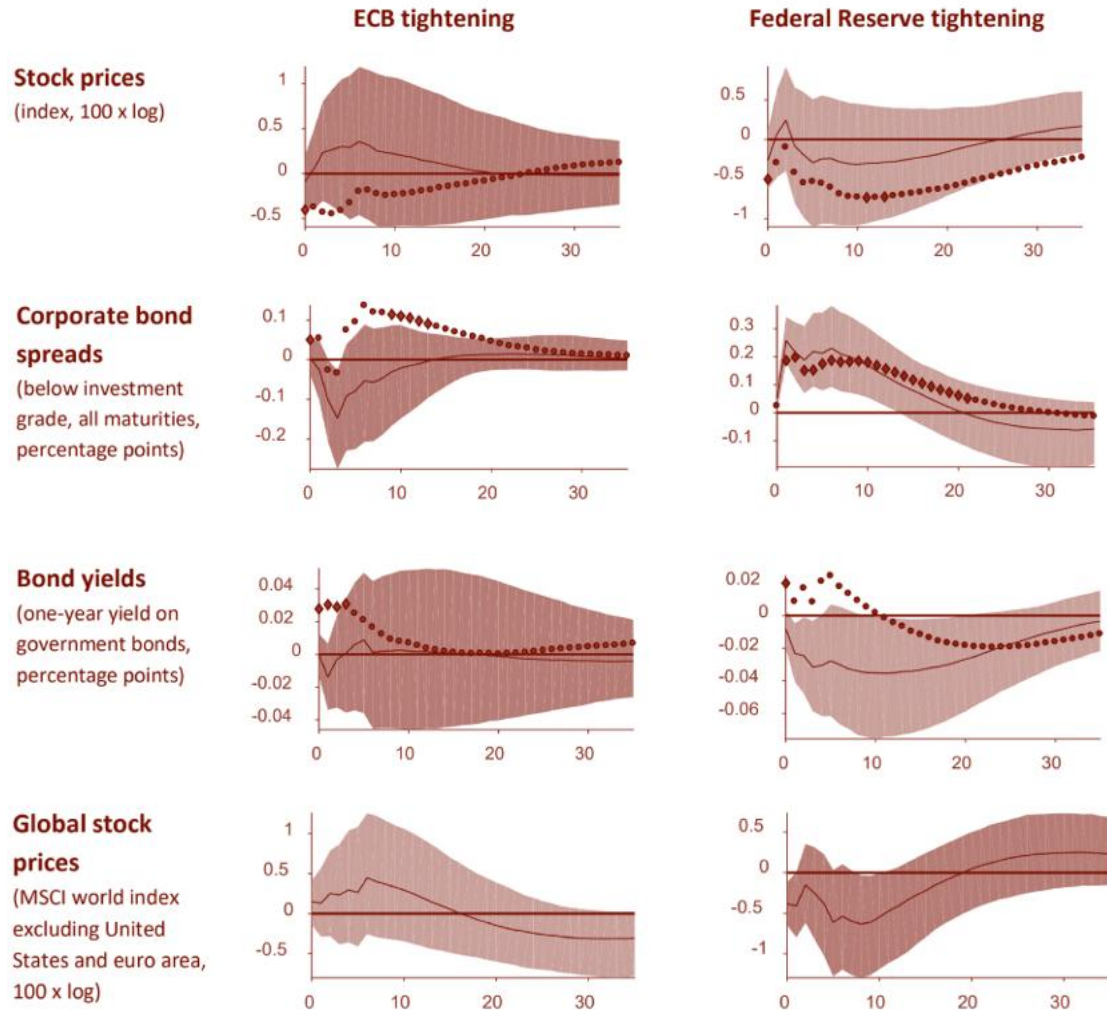 ECB tightening
Federal Reserve tightening
Stock prices
(index, 100 x log)
1
0.5
0
-0.5
0 10 20 30
0.5
0
-0.5
-1
0 10 20 30
Corporate bond
spreads
(below investment
grade, all maturities,
percentage points)
0.1
0
-0.1
-0.2
0 10 20 30
0.3
0.2
0.1
0
-0.1
0 10 20 30
Bond yields
(one-year yield on
government bonds,
percentage points)
0.04
0.02
0
-0.02
-0.04
0 10 20 30
0.02
0
-0.02
-0.04
-0.06
0 10 20 30
Global stock
prices
(MSCI world index
excluding United
States and euro area,
100 x log)
1
0.5
0
-0.5
0 10 20 30
0.5
0
-0.5
-1
0 10 20 30